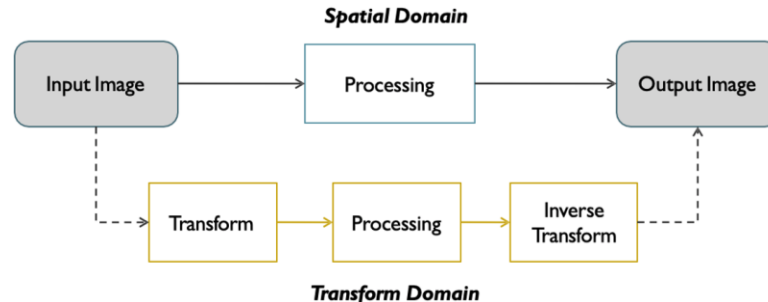 Spatial Domain
Input Image
Processing
Output Image
Transform
Processing
Inverse
Transform
Transform Domain